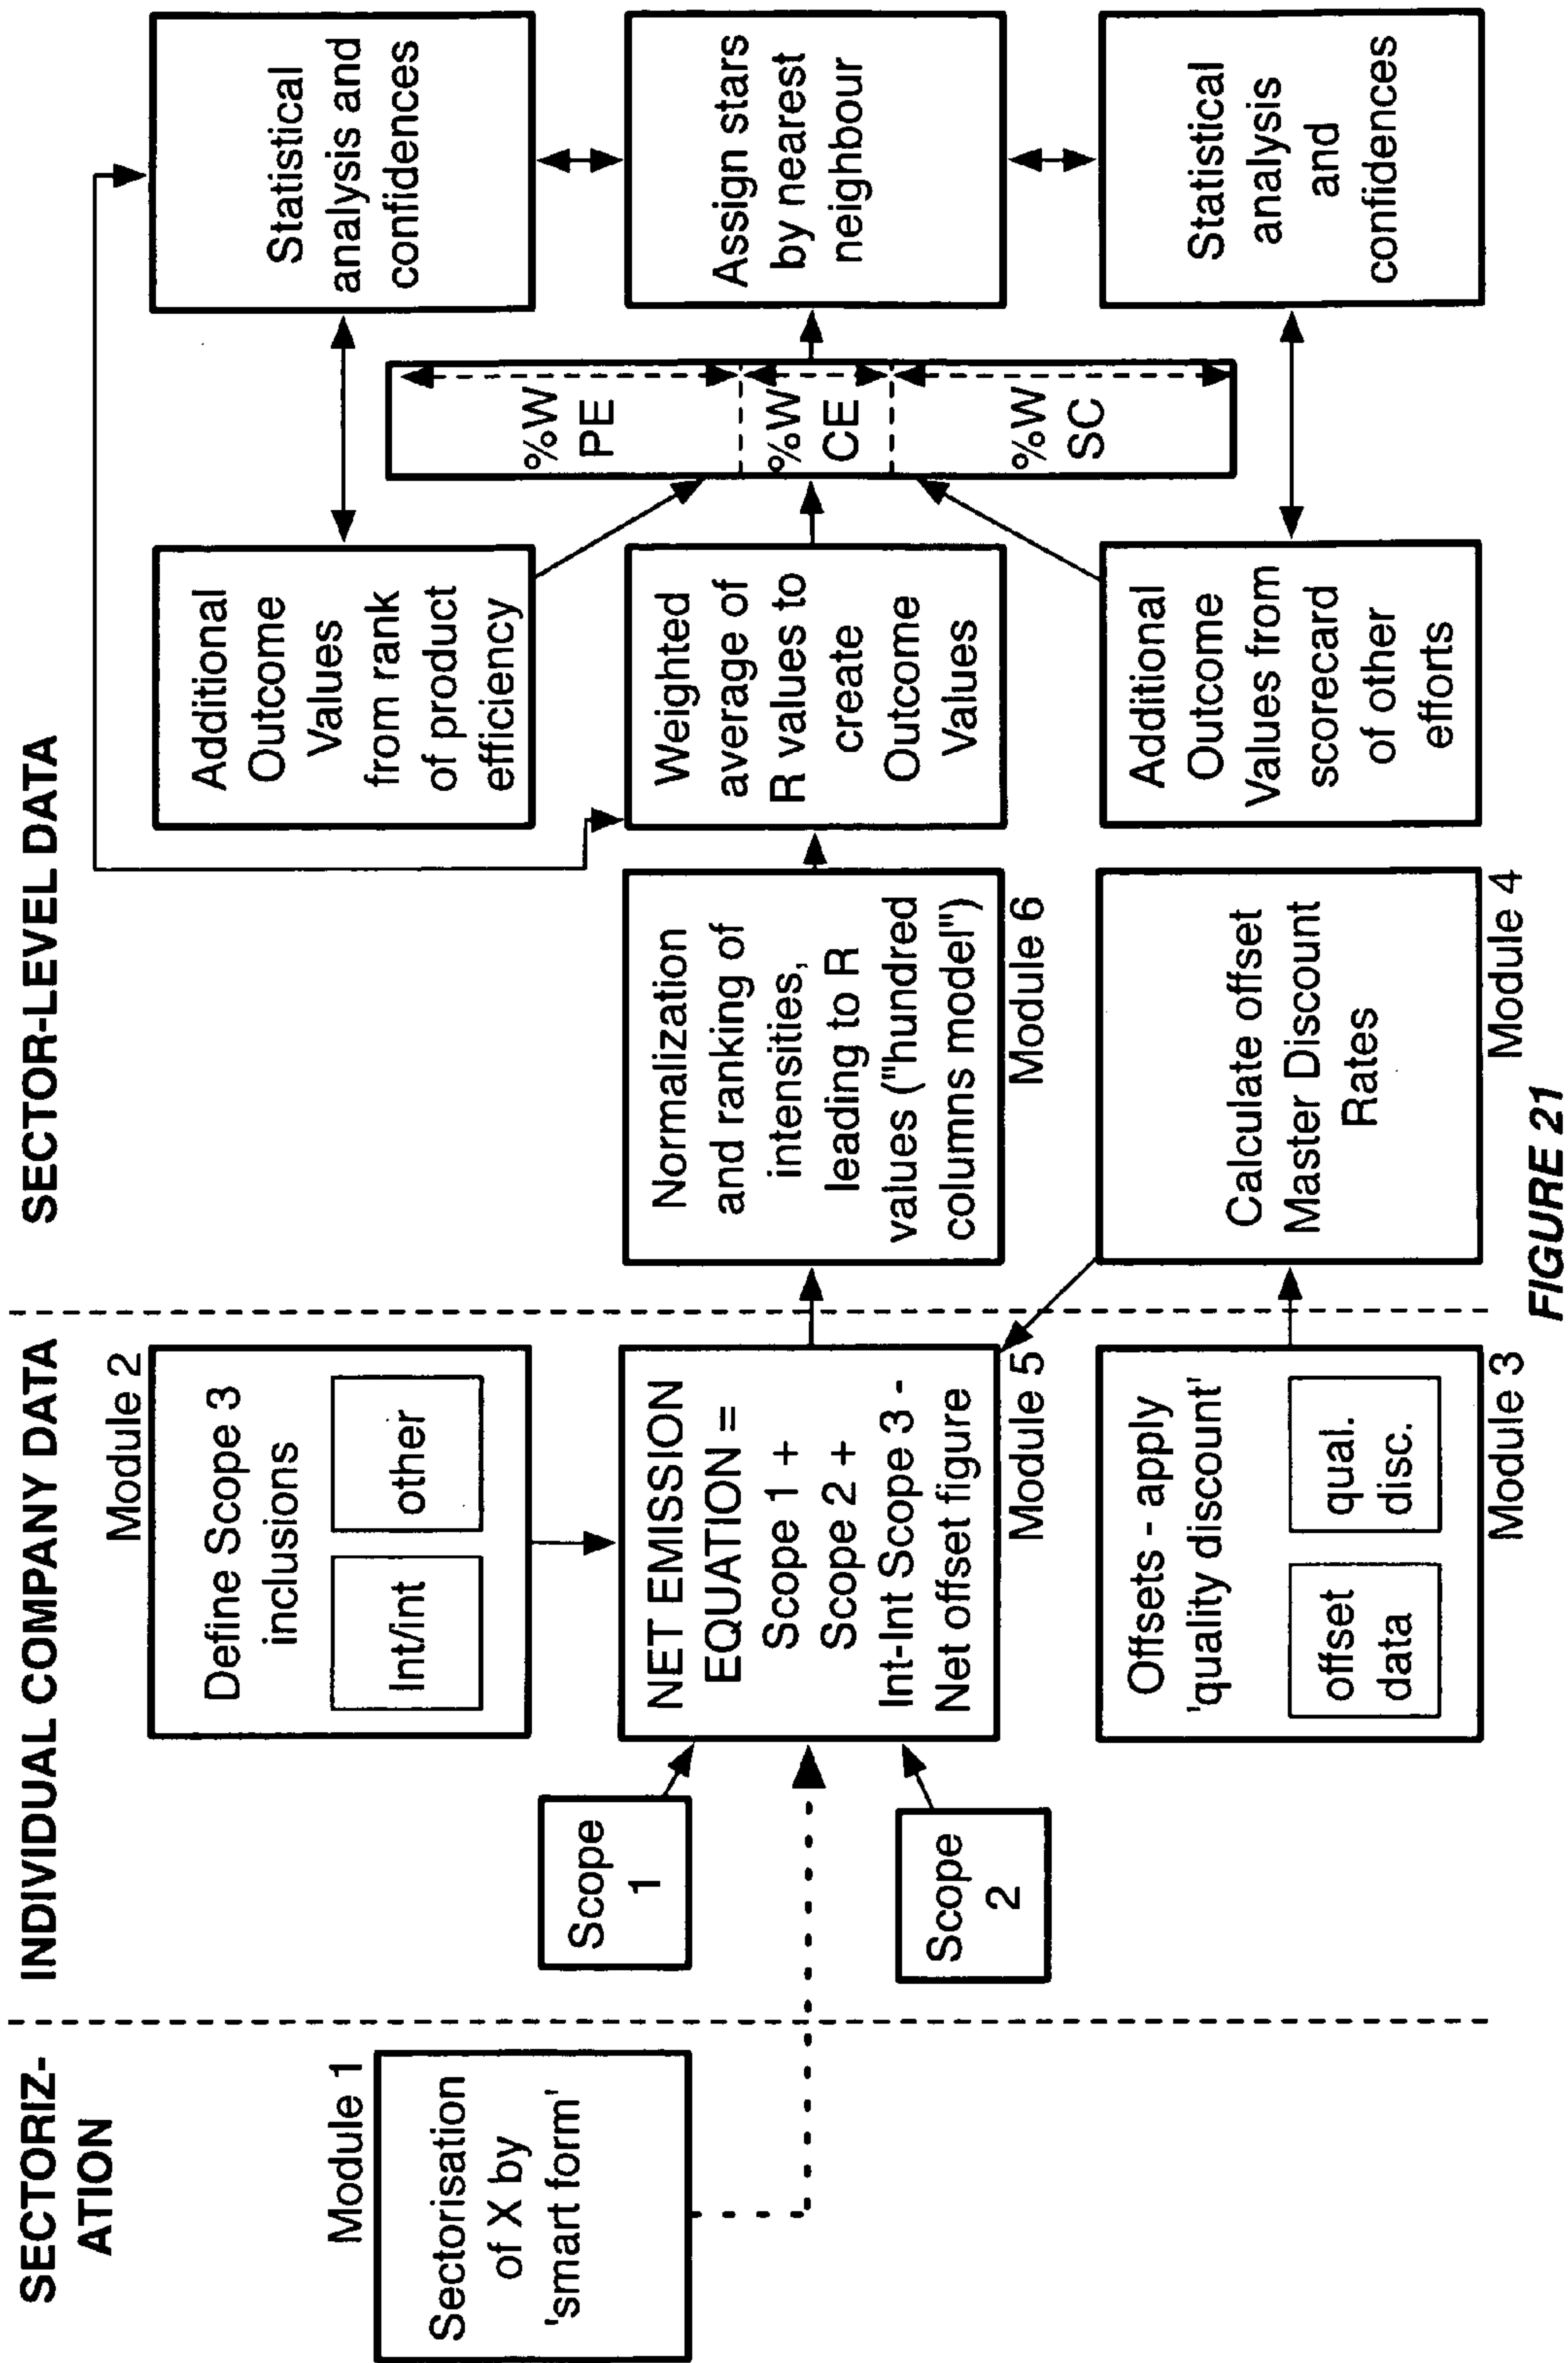 SECTORIZ-
ATION
INDIVIDUAL COMPANY DATA
SECTOR-LEVEL DATA
Module 1
Sectorisation
of X by
'smart form'
Scope
1
Scope
2
Module 2
Define Scope 3
inclusions
Int/int
other
NET EMISSION
EQUATION =
Scope 1 +
Scope 2 +
Int-Int Scope 3 -
Net offset figure
Module 5
Offsets - apply
'quality discount'
offset
data
qual.
disc.
Module 3
Normalization
and ranking of
intensities,
leading to R
values ("hundred
columns model")
Module 6
Calculate offset
Master Discount
Rates
Module 4
Additional
Outcome
Values
from rank
of product
efficiency
Weighted
average of
R values to
create
Outcome
Values
Additional
Outcome
Values from
scorecard
of other
efforts
%W
PE
%W
CE
%W
SC
Statistical
analysis and
confidences
Assign stars
by nearest
neighbour
Statistical
analysis
and
confidences
FIGURE 21